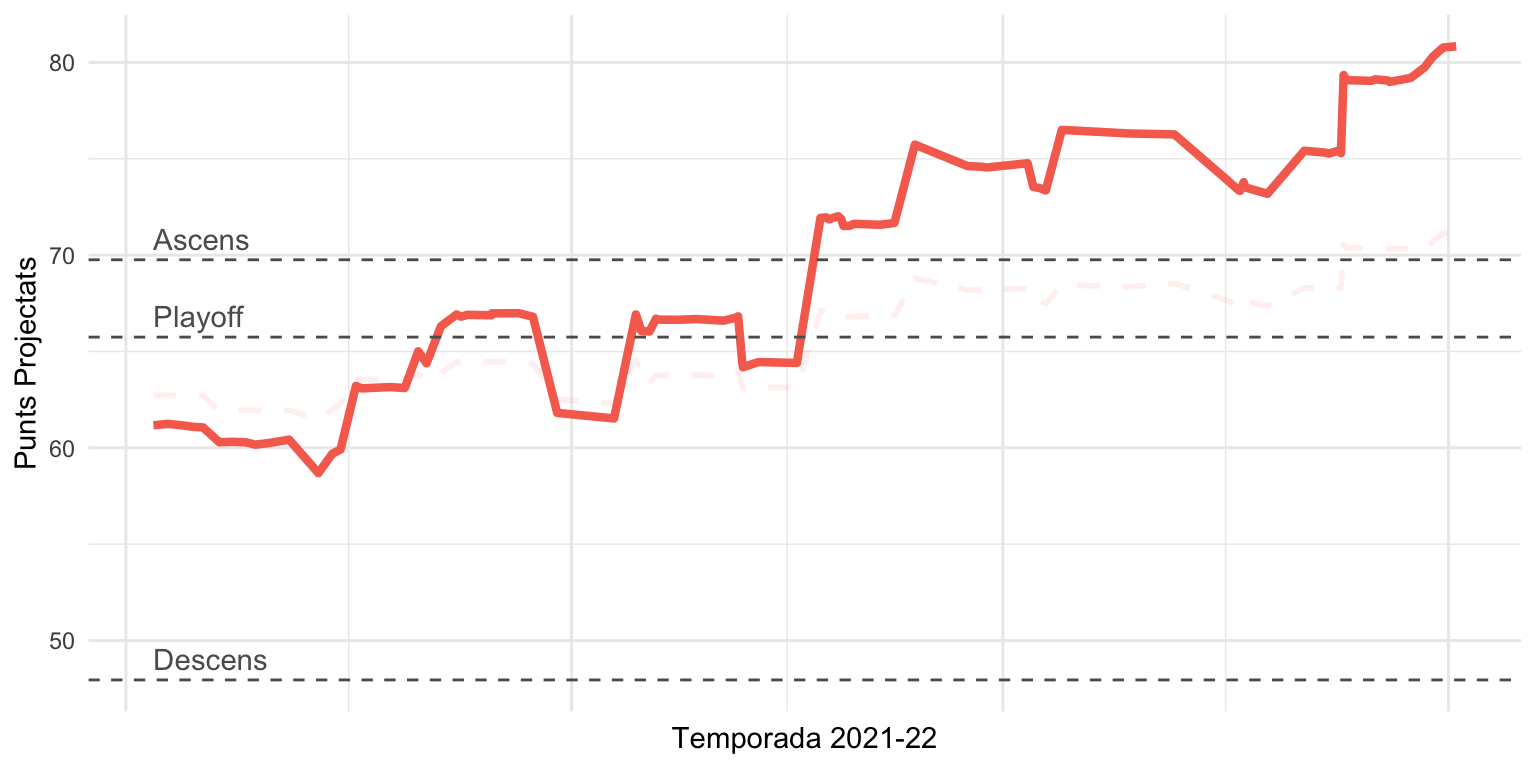 80
70
60
50
Punts Projectats
Ascens
Playoff
Descens
Temporada 2021-22